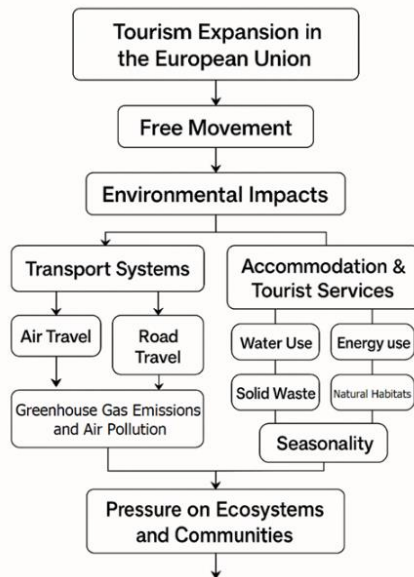 Tourism Expansion in
the European Union
Free Movement
Environmental Impacts
Transport Systems
Accommodation &
Tourist Services
Air Travel
Road
Travel
Water Use
Energy use
Solid Waste
Natural Habitats
Greenhouse Gas Emissions
and Air Pollution
Seasonality
Pressure on Ecosystems
and Communities